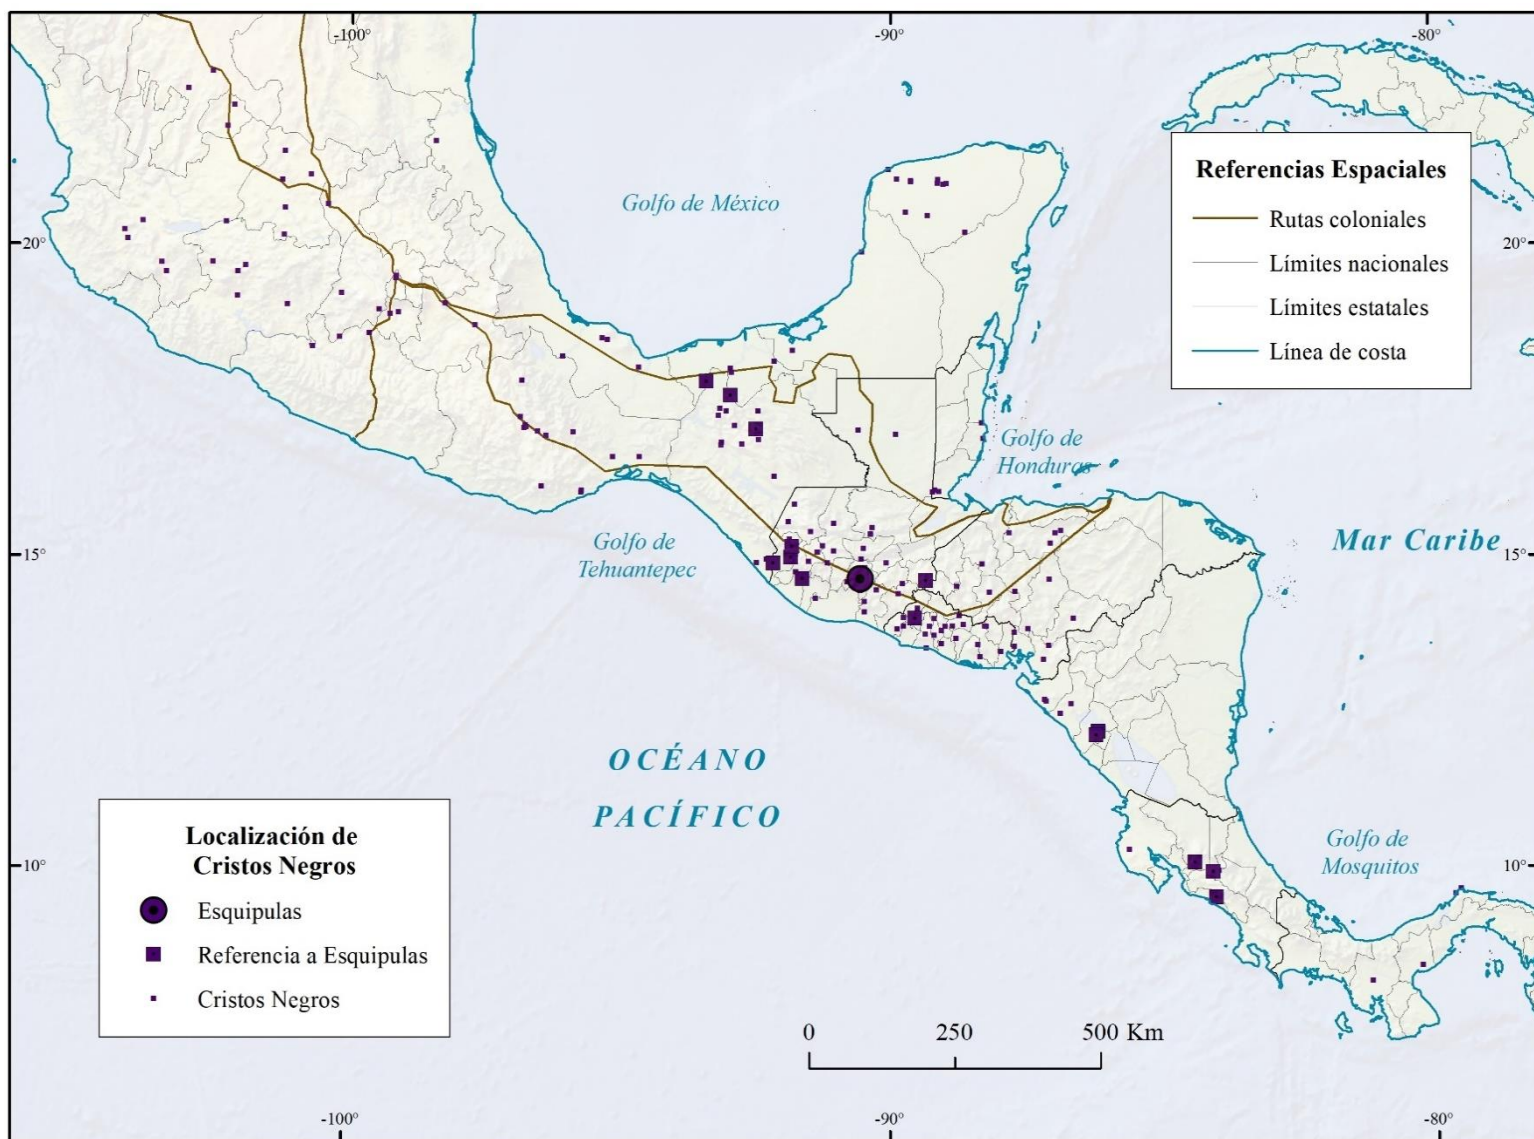 -100°
-90°
-80°
Golfo de México
Referencias Espaciales
Rutas coloniales
Límites nacionales
Límites estatales
Línea de costa
20°
20°
Golfo de
Honduras
Golfo de
Tehuantepec
Mar Caribe
15°
15°
OCÉANO
PACÍFICO
Localización de
Cristos Negros
Esquipulas
Referencia a Esquipulas
Cristos Negros
Golfo de
Mosquitos
10°
10°
0 250 500 Km
-100°
-90°
-80°